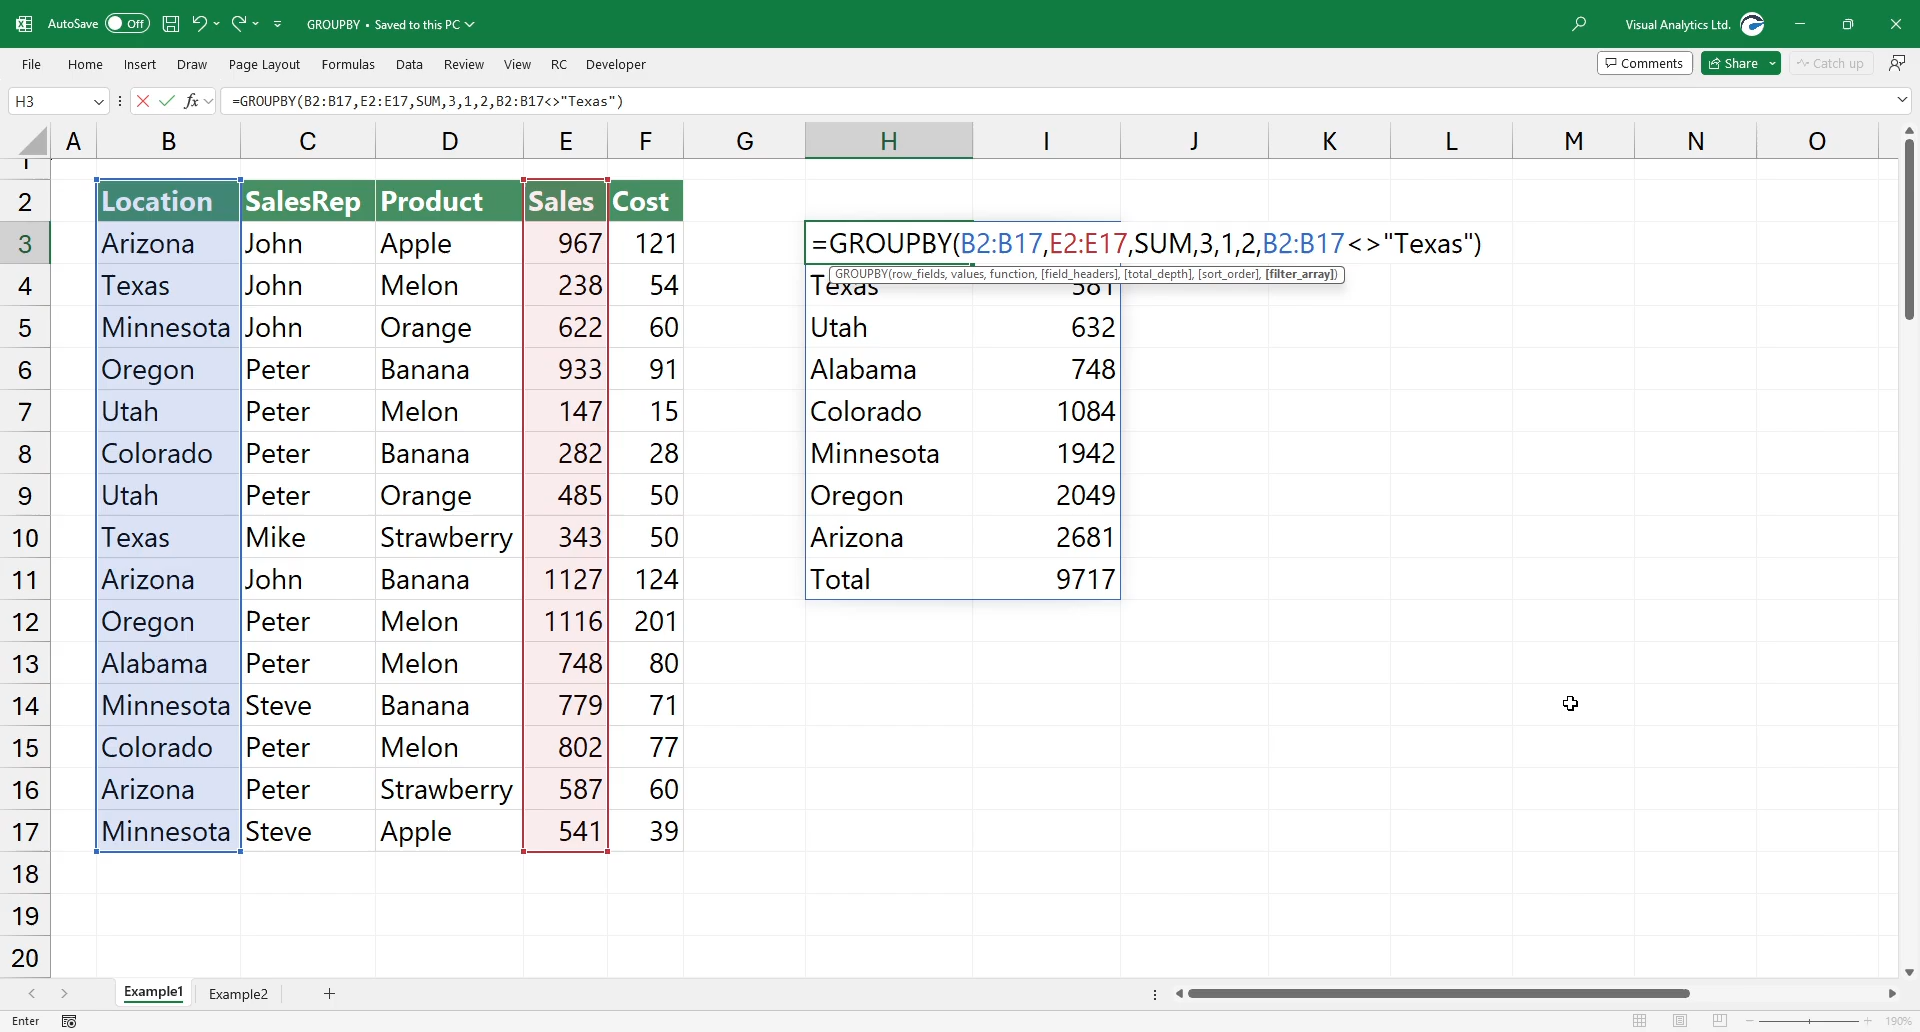 AutoSave Off GROUPBY • Saved to this PC Visual Analytics Ltd.
File Home Insert Draw Page Layout Formulas Data Review View RC Developer Comments Share Catch up
H3 fx =GROUPBY(B2:B17,E2:E17,SUM,3,1,2,B2:B17<>"Texas")
A B C D E F G H I J K L M N O
1
2 Location SalesRep Product Sales Cost
3 Arizona John Apple 967 121 =GROUPBY(B2:B17,E2:E17,SUM,3,1,2,B2:B17<>"Texas")
GROUPBY(row_fields, values, function, [field_headers], [total_depth], [sort_order], [filter_array])
4 Texas John Melon 238 54 Texas 581
5 Minnesota John Orange 622 60 Utah 632
6 Oregon Peter Banana 933 91 Alabama 748
7 Utah Peter Melon 147 15 Colorado 1084
8 Colorado Peter Banana 282 28 Minnesota 1942
9 Utah Peter Orange 485 50 Oregon 2049
10 Texas Mike Strawberry 343 50 Arizona 2681
11 Arizona John Banana 1127 124 Total 9717
12 Oregon Peter Melon 1116 201
13 Alabama Peter Melon 748 80
14 Minnesota Steve Banana 779 71
15 Colorado Peter Melon 802 77
16 Arizona Peter Strawberry 587 60
17 Minnesota Steve Apple 541 39
18
19
20
Example1 Example2
Enter 190%